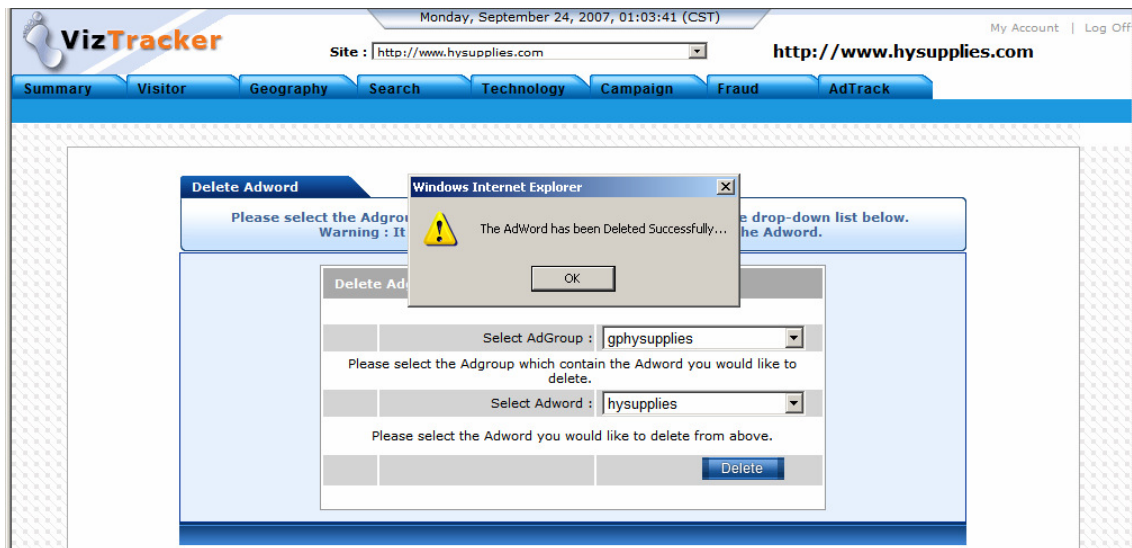 Monday, September 24, 2007, 01:03:41 (CST)
My Account | Log Off
VizTracker
Site : http://www.hysupplies.com
http://www.hysupplies.com
Summary Visitor Geography Search Technology Campaign Fraud AdTrack
Delete Adword
Windows Internet Explorer
Please select the Adgrou e drop-down list below.
Warning : It he Adword.
The AdWord has been Deleted Successfully...
OK
Delete Ad
Select AdGroup : gphysupplies
Please select the Adgroup which contain the Adword you would like to
delete.
Select Adword : hysupplies
Please select the Adword you would like to delete from above.
Delete